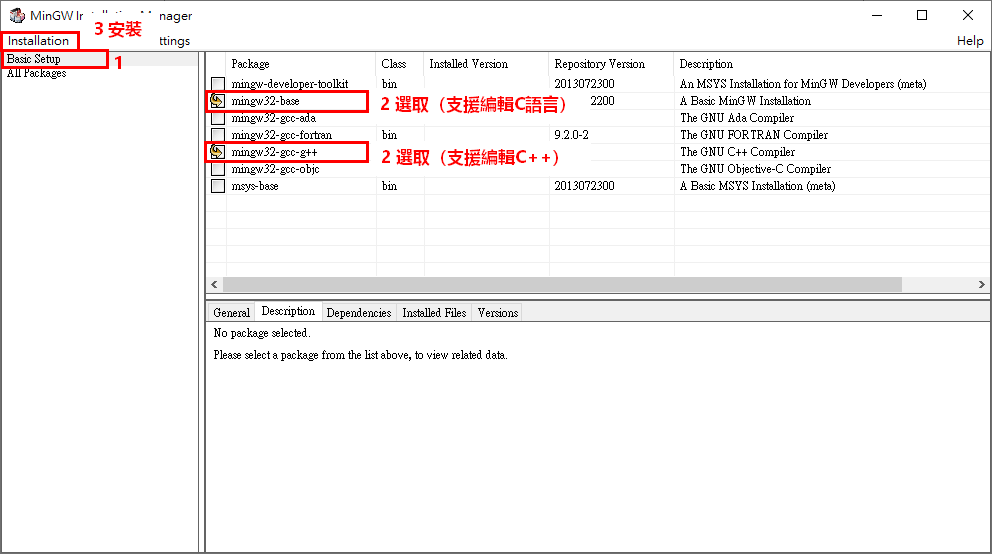 MinGW Inst Manager
3 安裝
Installation ttings Help
Basic Setup 1
All Packages
Package Class Installed Version Repository Version Description
mingw-developer-toolkit bin 2013072300 An MSYS Installation for MinGW Developers (meta)
mingw32-base 2 選取（支援編輯C語言） 2200 A Basic MinGW Installation
mingw32-gcc-ada The GNU Ada Compiler
mingw32-gcc-fortran bin 9.2.0-2 The GNU FORTRAN Compiler
mingw32-gcc-g++ 2 選取（支援編輯C++） The GNU C++ Compiler
mingw32-gcc-objc The GNU Objective-C Compiler
msys-base bin 2013072300 A Basic MSYS Installation (meta)
General Description Dependencies Installed Files Versions
No package selected.
Please select a package from the list above, to view related data.